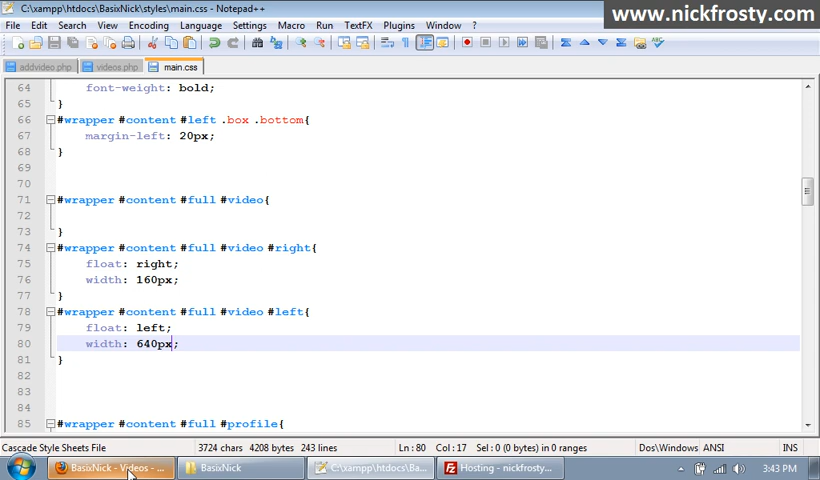 C:\xampp\htdocs\BasixNick\styles\main.css - Notepad++
www.nickfrosty.com
File Edit Search View Encoding Language Settings Macro Run TextFX Plugins Window ?
addvideo.php videos.php main.css
64 font-weight: bold;
65 }
66 #wrapper #content #left .box .bottom{
67 margin-left: 20px;
68 }
69
70
71 #wrapper #content #full #video{
72
73 }
74 #wrapper #content #full #video #right{
75 float: right;
76 width: 160px;
77 }
78 #wrapper #content #full #video #left{
79 float: left;
80 width: 640px;
81 }
82
83
84
85 #wrapper #content #full #profile{
Cascade Style Sheets File 3724 chars 4208 bytes 243 lines Ln : 80 Col : 17 Sel : 0 (0 bytes) in 0 ranges Dos\Windows ANSI INS
BasixNick - Videos - ... BasixNick C:\xampp\htdocs\Ba... Hosting - nickfrosty... 3:43 PM